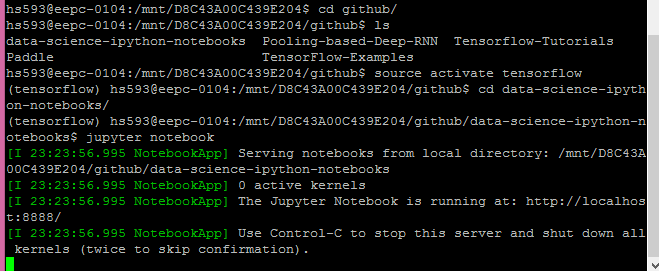 hs593@eepc-0104:/mnt/D8C43A00C439E204$ cd github/
hs593@eepc-0104:/mnt/D8C43A00C439E204/github$ ls
data-science-ipython-notebooks  Pooling-based-Deep-RNN  Tensorflow-Tutorials
Paddle                          TensorFlow-Examples
hs593@eepc-0104:/mnt/D8C43A00C439E204/github$ source activate tensorflow
(tensorflow) hs593@eepc-0104:/mnt/D8C43A00C439E204/github$ cd data-science-ipyth
on-notebooks/
(tensorflow) hs593@eepc-0104:/mnt/D8C43A00C439E204/github/data-science-ipython-n
otebooks$ jupyter notebook
[I 23:23:56.995 NotebookApp] Serving notebooks from local directory: /mnt/D8C43A
00C439E204/github/data-science-ipython-notebooks
[I 23:23:56.995 NotebookApp] 0 active kernels
[I 23:23:56.995 NotebookApp] The Jupyter Notebook is running at: http://localhos
t:8888/
[I 23:23:56.995 NotebookApp] Use Control-C to stop this server and shut down all
 kernels (twice to skip confirmation).